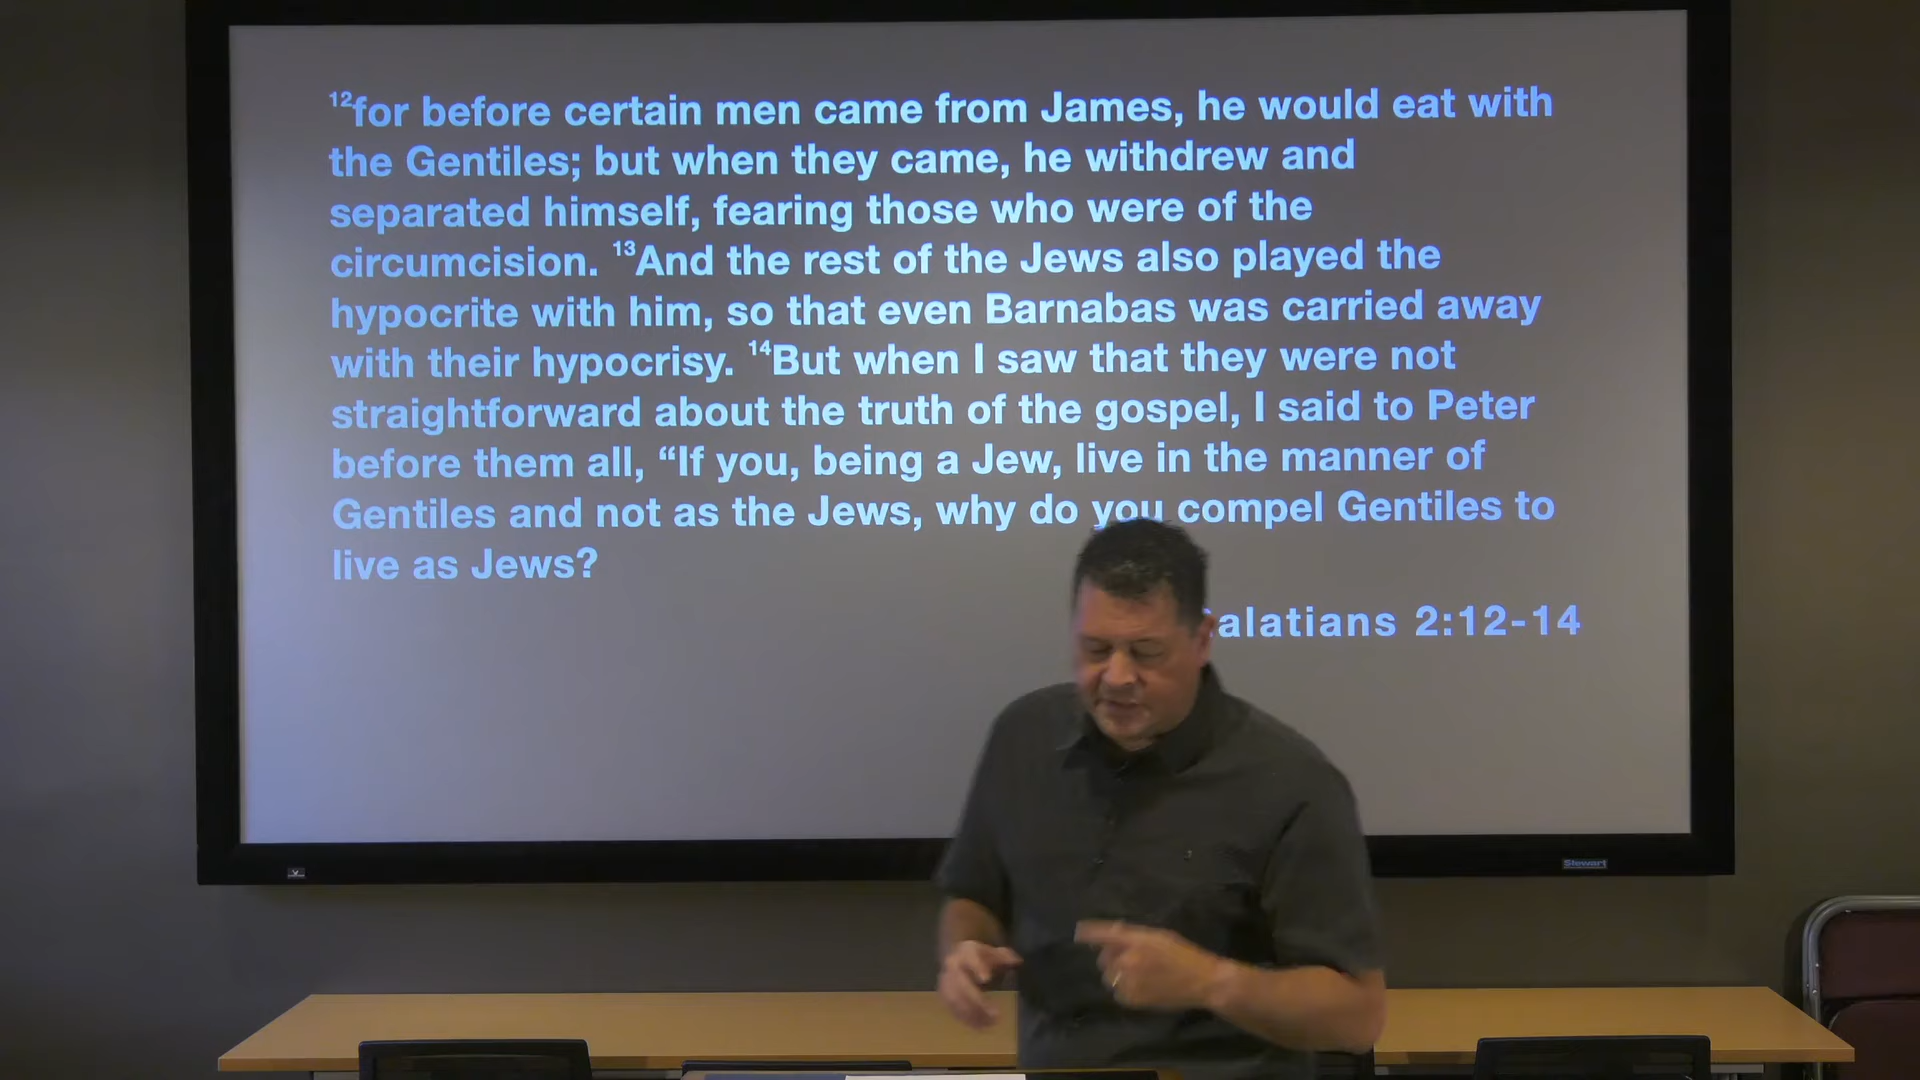 ¹²for before certain men came from James, he would eat with
the Gentiles; but when they came, he withdrew and
separated himself, fearing those who were of the
circumcision. ¹³And the rest of the Jews also played the
hypocrite with him, so that even Barnabas was carried away
with their hypocrisy. ¹⁴But when I saw that they were not
straightforward about the truth of the gospel, I said to Peter
before them all, “If you, being a Jew, live in the manner of
Gentiles and not as the Jews, why do you compel Gentiles to
live as Jews?
alatians 2:12-14
Stewart